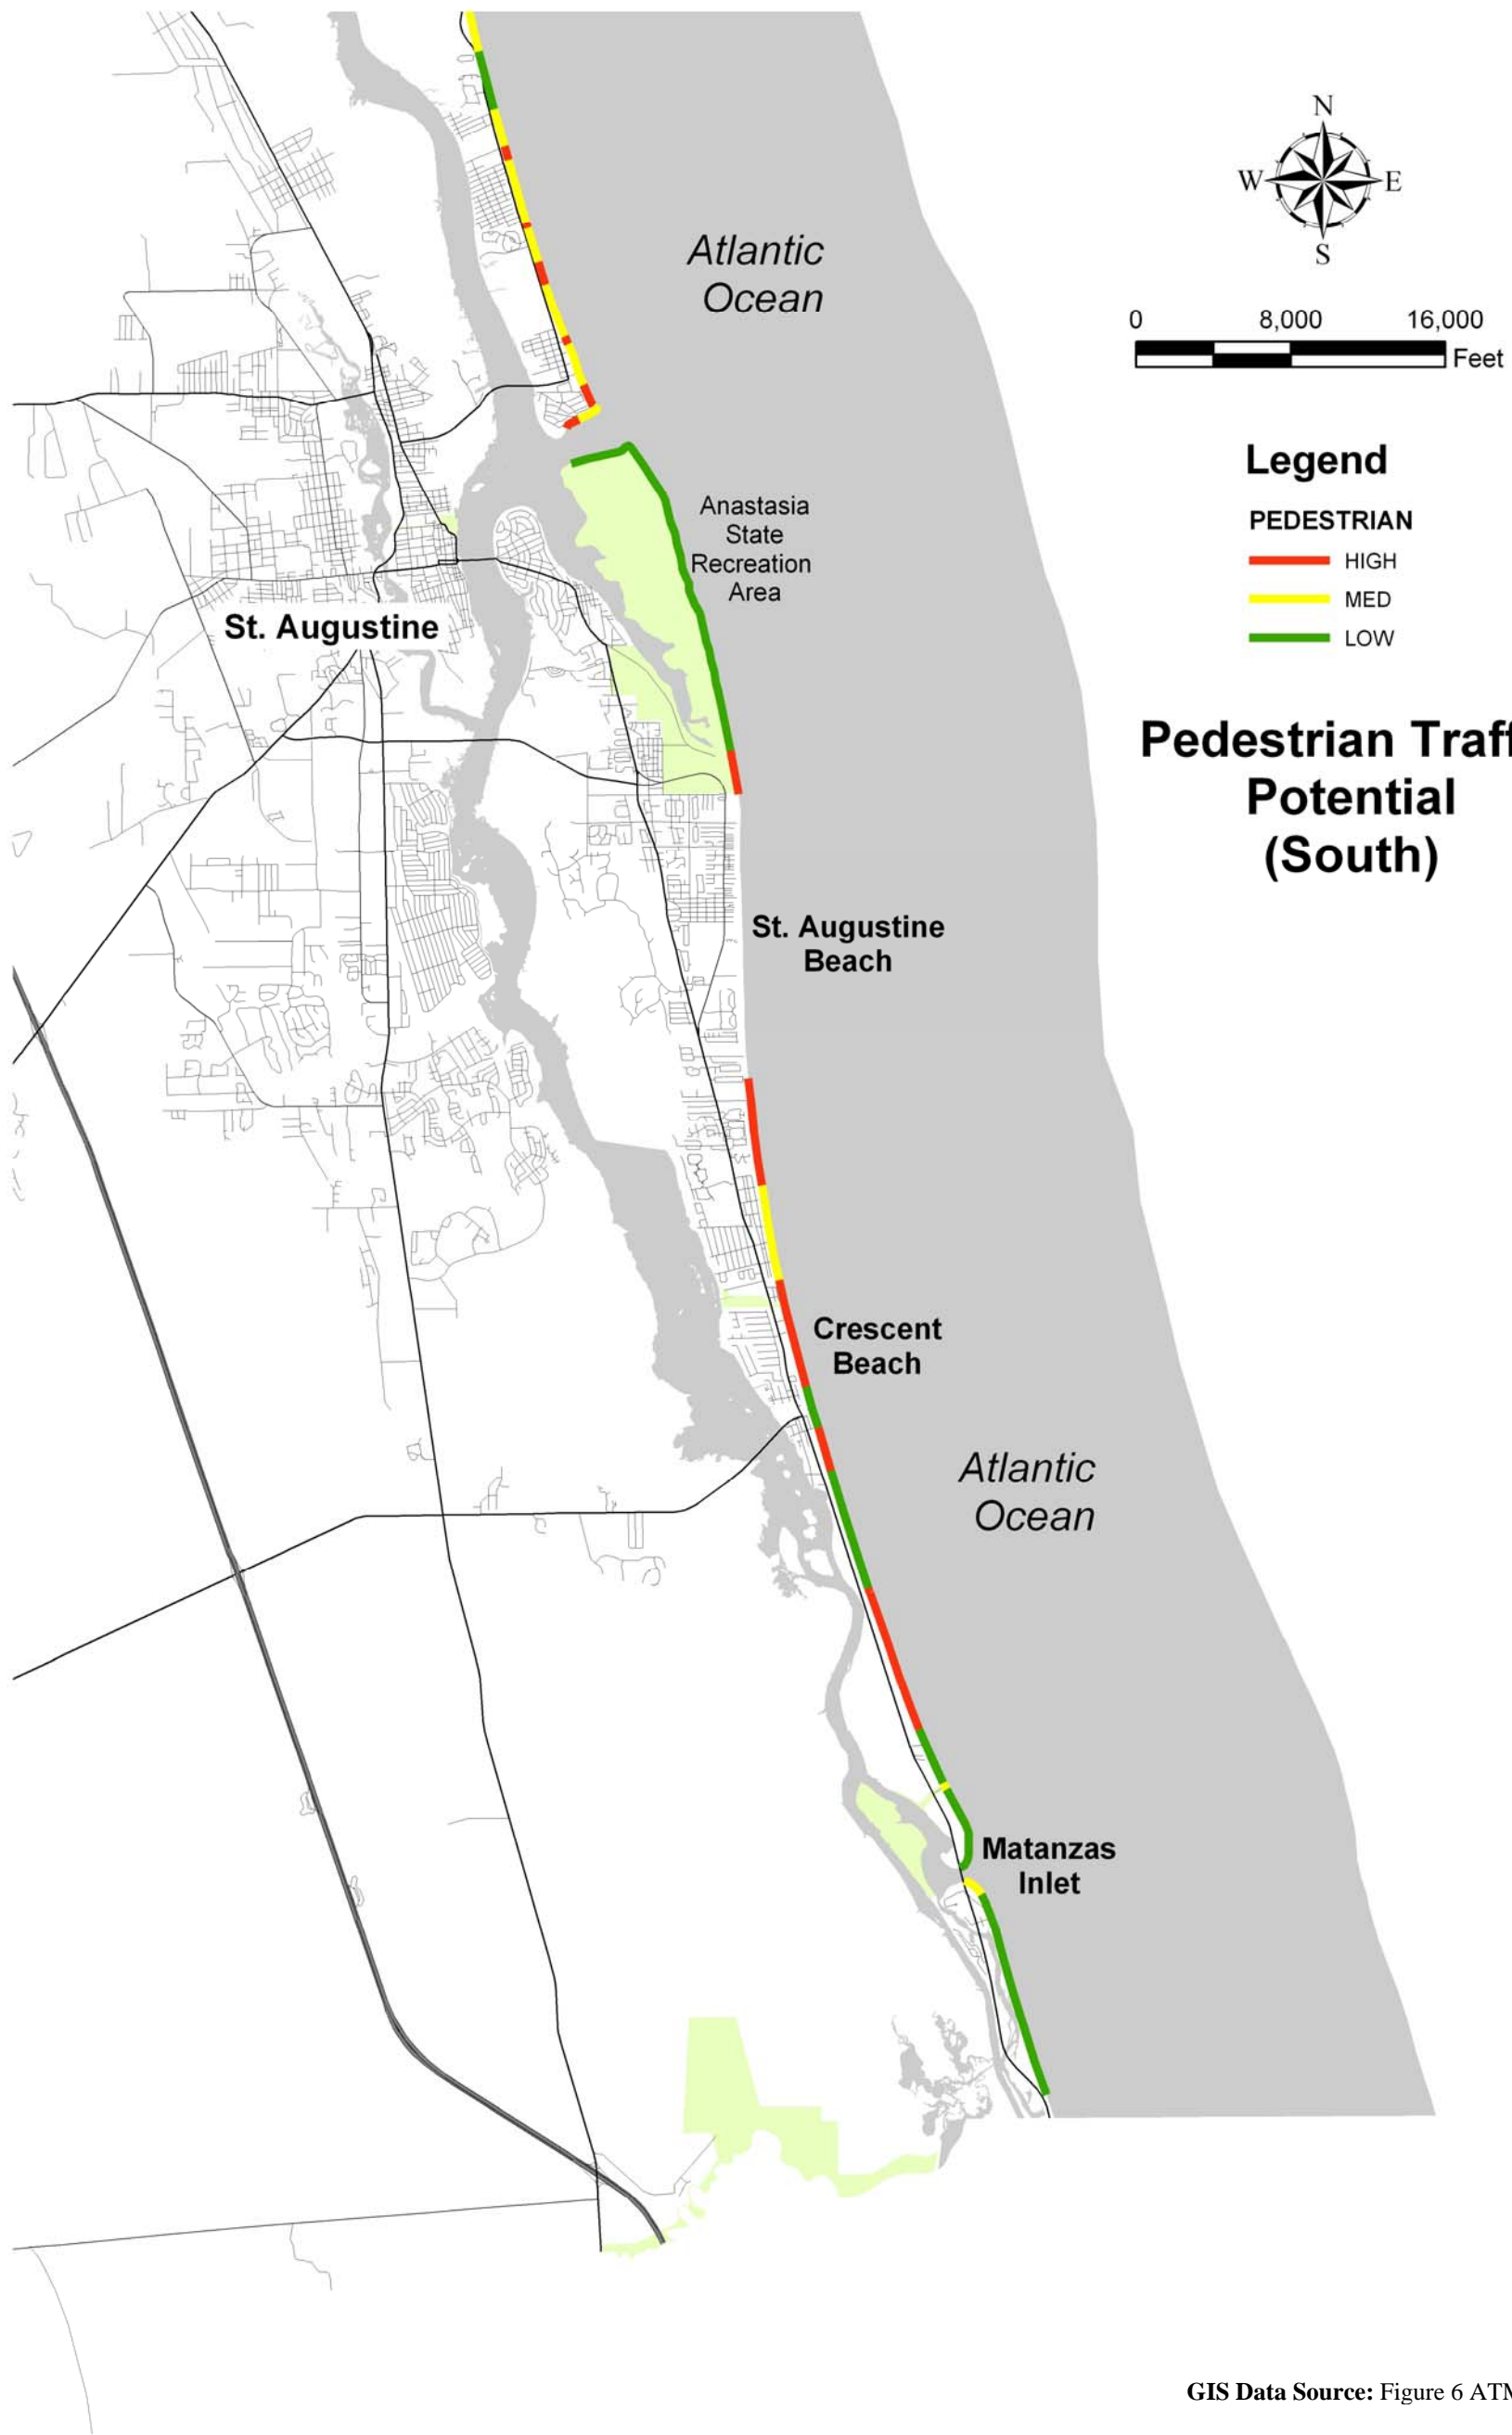 N
W E
S
Atlantic
Ocean
0 8,000 16,000
Feet
Legend
PEDESTRIAN
HIGH
MED
LOW
Anastasia
State
Recreation
Area
St. Augustine
Pedestrian Traff
Potential
(South)
St. Augustine
Beach
Crescent
Beach
Atlantic
Ocean
Matanzas
Inlet
GIS Data Source: Figure 6 ATM